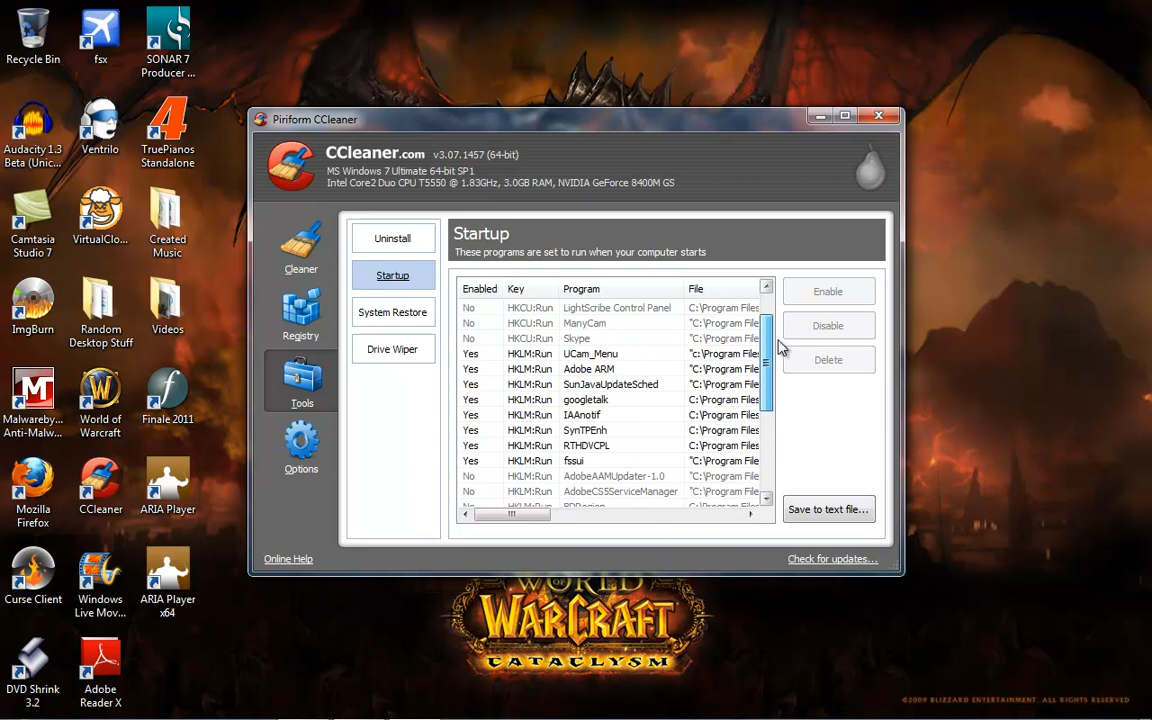 Recycle Bin
fsx
SONAR 7
Producer ...
Audacity 1.3
Beta (Unic...
Ventrilo
TruePianos
Standalone
Camtasia
Studio 7
VirtualClo...
Created
Music
ImgBurn
Random
Desktop Stuff
Videos
Malwareby...
Anti-Malw...
World of
Warcraft
Finale 2011
Mozilla
Firefox
CCleaner
ARIA Player
Curse Client
Windows
Live Mov...
ARIA Player
x64
DVD Shrink
3.2
Adobe
Reader X
Piriform CCleaner
CCleaner.com v3.07.1457 (64-bit)
MS Windows 7 Ultimate 64-bit SP1
Intel Core2 Duo CPU T5550 @ 1.83GHz, 3.0GB RAM, NVIDIA GeForce 8400M GS
Cleaner
Registry
Tools
Options
Uninstall
Startup
System Restore
Drive Wiper
Startup
These programs are set to run when your computer starts
Enabled Key Program File
No HKCU:Run LightScribe Control Panel C:\Program Files
No HKCU:Run ManyCam "C:\Program Files
No HKCU:Run Skype "C:\Program Files
Yes HKLM:Run UCam_Menu "c:\Program Files
Yes HKLM:Run Adobe ARM "C:\Program Files
Yes HKLM:Run SunJavaUpdateSched "C:\Program Files
Yes HKLM:Run googletalk C:\Program Files
Yes HKLM:Run IAAnotif C:\Program Files
Yes HKLM:Run SynTPEnh C:\Program Files
Yes HKLM:Run RTHDVCPL C:\Program Files
Yes HKLM:Run fssui "C:\Program Files
No HKLM:Run AdobeAAMUpdater-1.0 "C:\Program Files
No HKLM:Run AdobeCS5ServiceManager "C:\Program Files
Enable
Disable
Delete
Save to text file...
Online Help
Check for updates...
WORLD
OF
WARCRAFT
CATACLYSM
©2009 BLIZZARD ENTERTAINMENT. ALL RIGHTS RESERVED